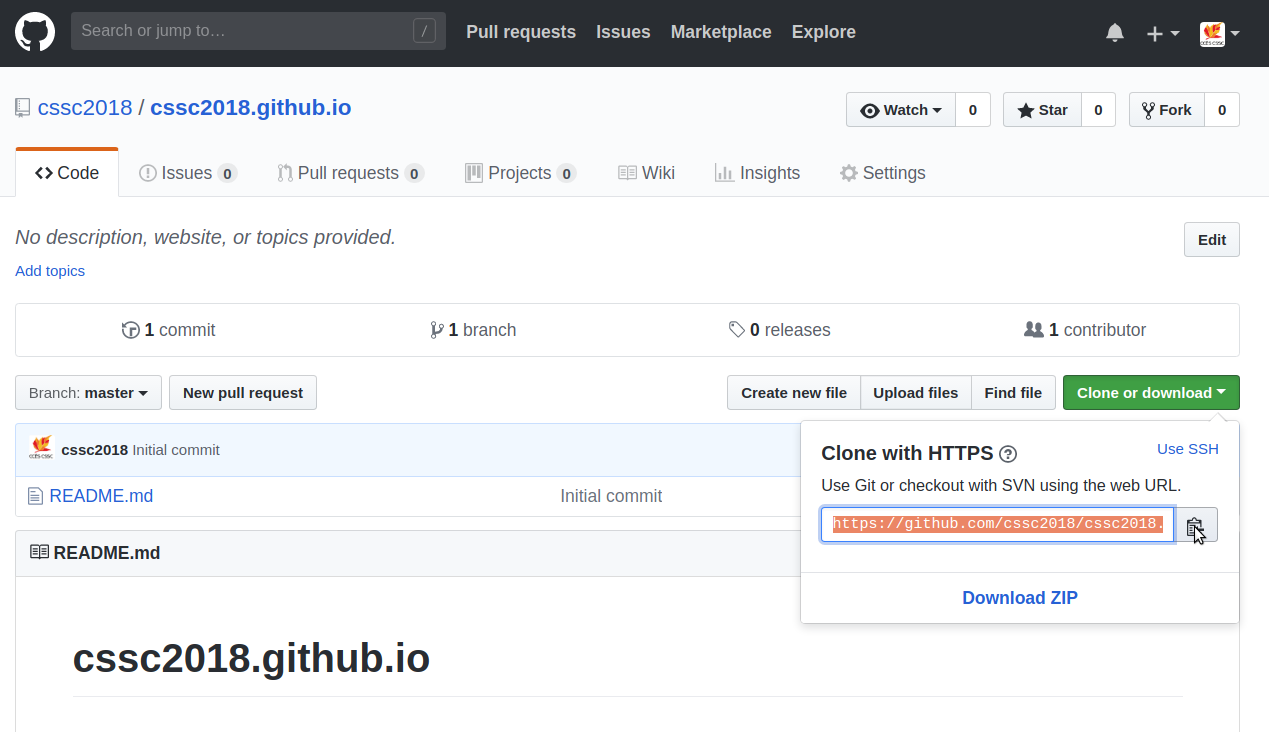 Search or jump to…
/
Pull requests Issues Marketplace Explore
cssc2018 / cssc2018.github.io
Watch 0 Star 0 Fork 0
Code Issues 0 Pull requests 0 Projects 0 Wiki Insights Settings
No description, website, or topics provided.
Edit
Add topics
1 commit 1 branch 0 releases 1 contributor
Branch: master New pull request Create new file Upload files Find file Clone or download
cssc2018 Initial commit
README.md Initial commit
Clone with HTTPS ?
Use SSH
Use Git or checkout with SVN using the web URL.
https://github.com/cssc2018/cssc2018.
Download ZIP
README.md
cssc2018.github.io